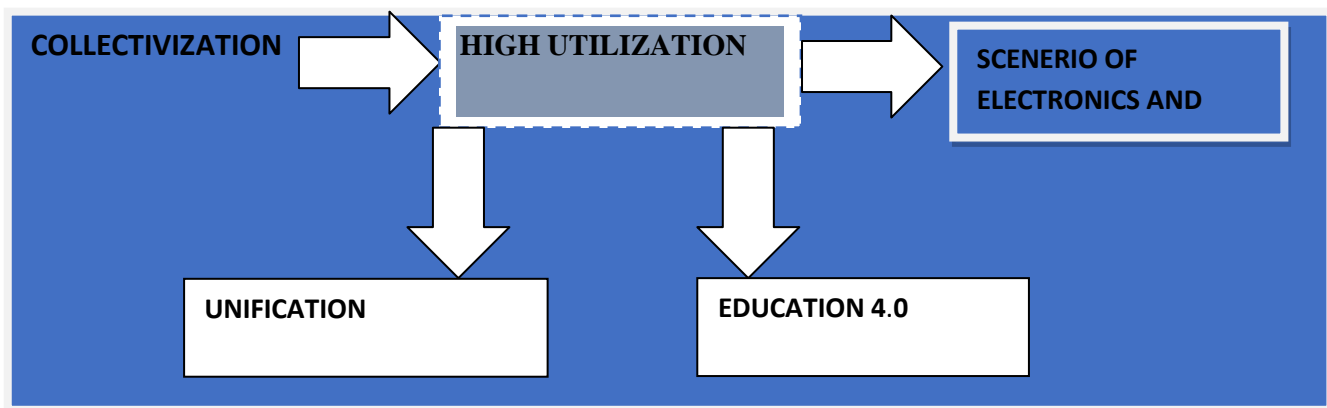 COLLECTIVIZATION
HIGH UTILIZATION
SCENERIO OF
ELECTRONICS AND
UNIFICATION
EDUCATION 4.0